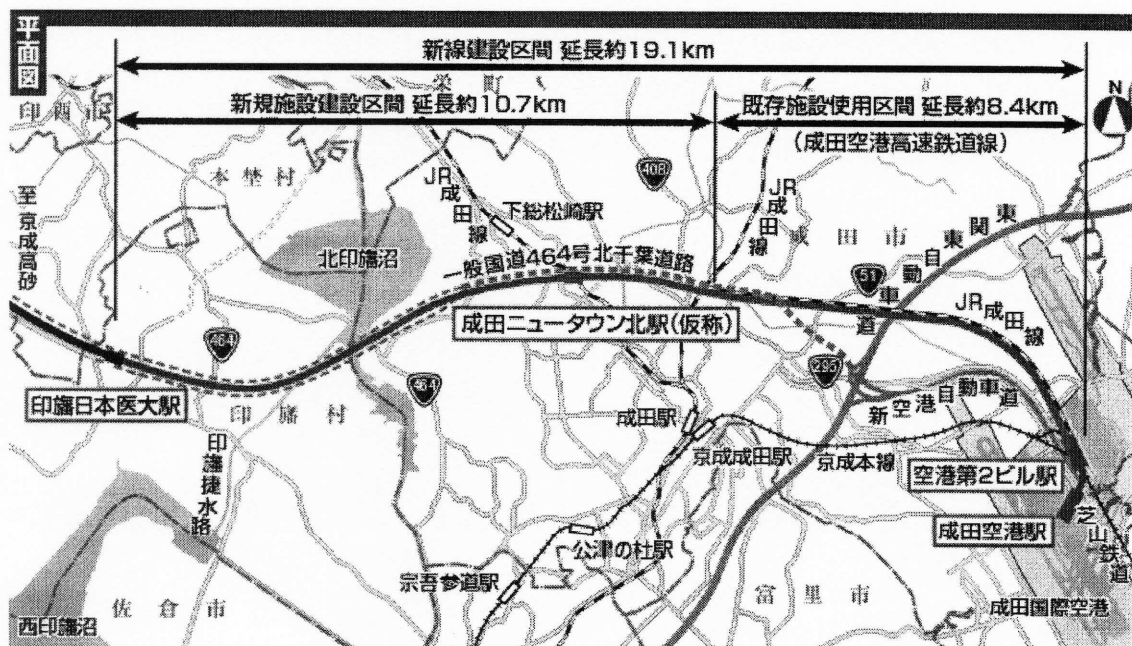 平面図
新線建設区間 延長約19.1km
新規施設建設区間 延長約10.7km
既存施設使用区間 延長約8.4km
（成田空港高速鉄道線）
N
印西市
栄町
本埜村
至京成高砂
JR成田線
下総松崎駅
408
JR成田線
成田市
東関東自動車道
北印旛沼
一般国道464号北千葉道路
51
成田ニュータウン北駅（仮称）
JR成田線
464
464
295
印旛日本医大駅
印旛村
新空港自動車道
成田駅
京成成田駅
京成本線
空港第2ビル駅
印旛捷水路
成田空港駅
芝山鉄道
公津の杜駅
宗吾参道駅
佐倉市
富里市
西印旛沼
成田国際空港